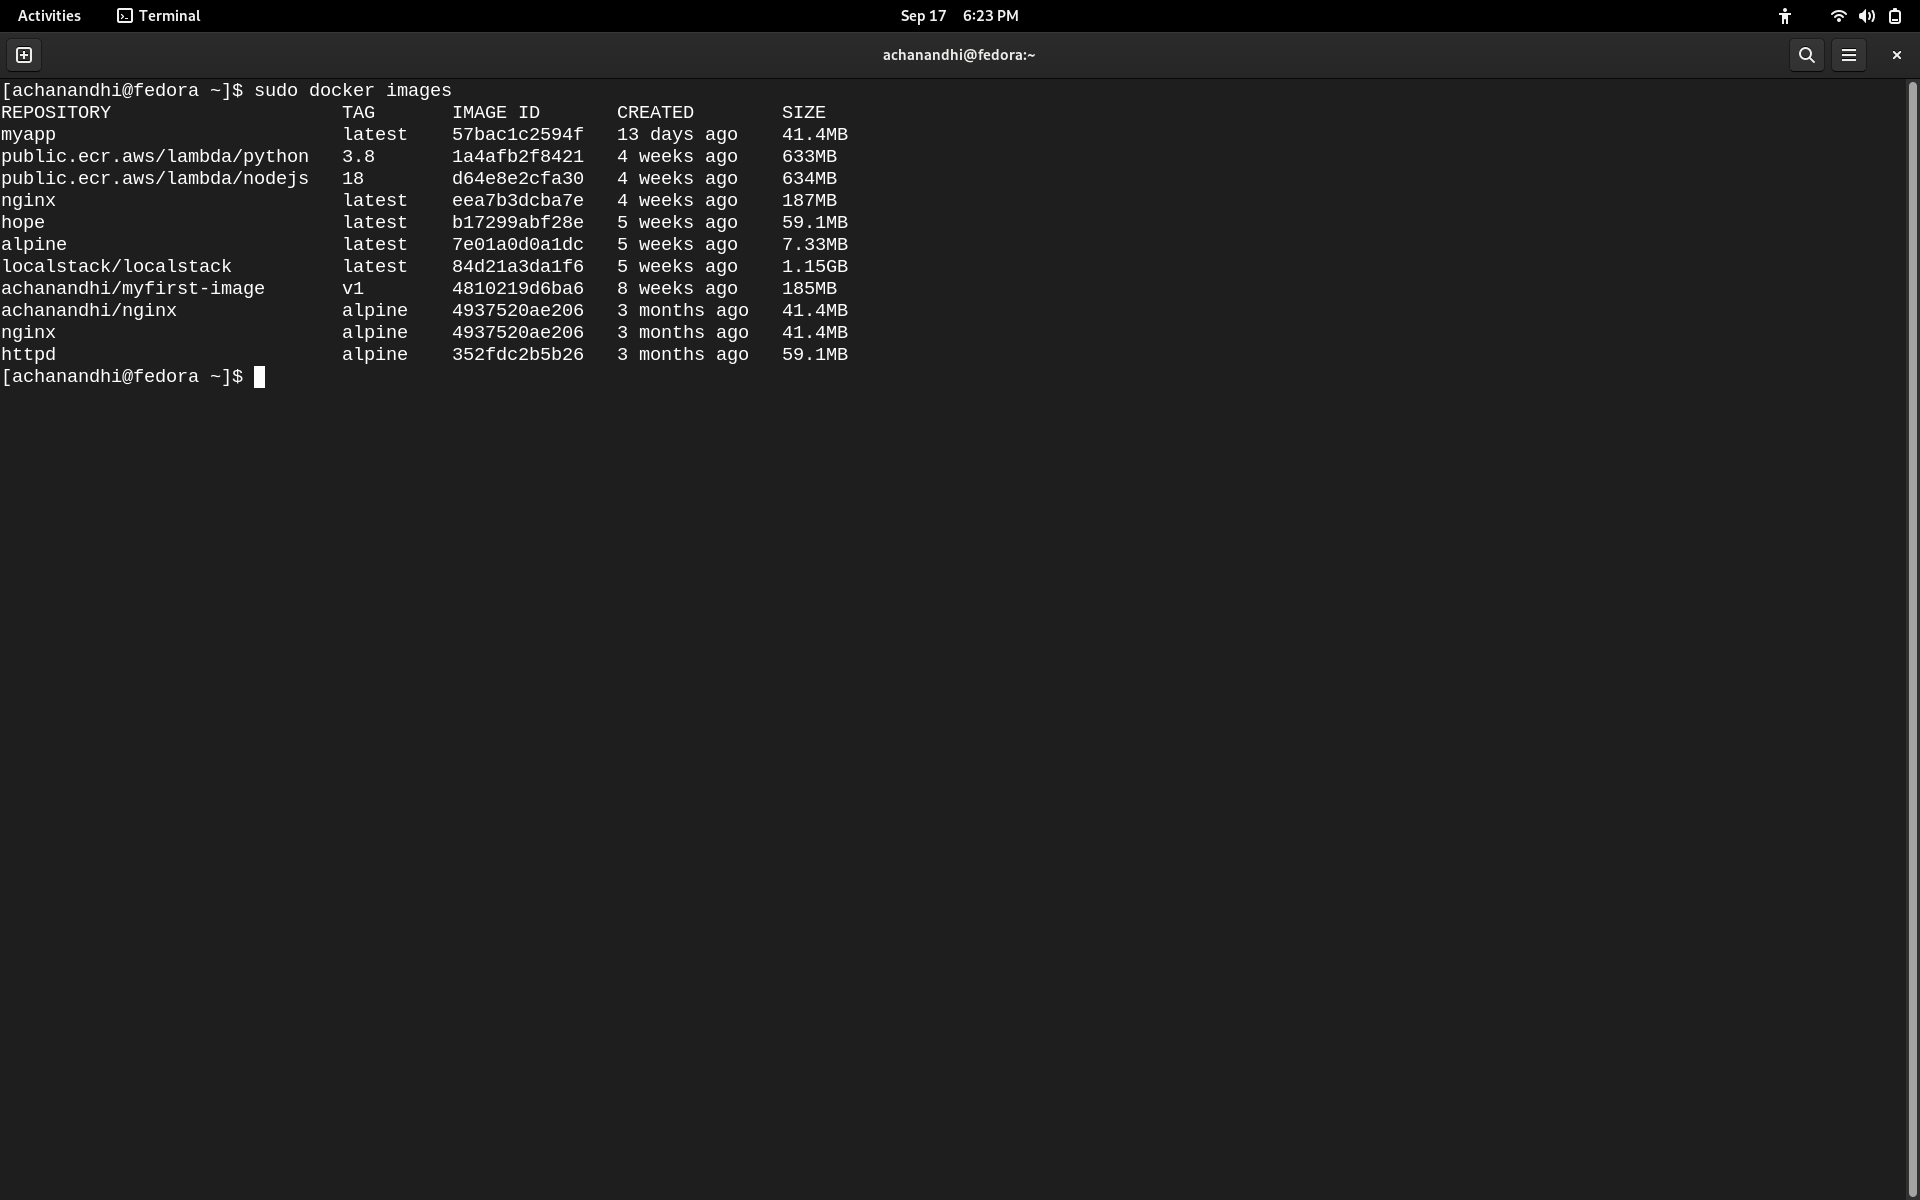 Activities Terminal Sep 17 6:23 PM
achanandhi@fedora:~
[achanandhi@fedora ~]$ sudo docker images
REPOSITORY                     TAG       IMAGE ID       CREATED        SIZE
myapp                          latest    57bac1c2594f   13 days ago    41.4MB
public.ecr.aws/lambda/python   3.8       1a4afb2f8421   4 weeks ago    633MB
public.ecr.aws/lambda/nodejs   18        d64e8e2cfa30   4 weeks ago    634MB
nginx                          latest    eea7b3dcba7e   4 weeks ago    187MB
hope                           latest    b17299abf28e   5 weeks ago    59.1MB
alpine                         latest    7e01a0d0a1dc   5 weeks ago    7.33MB
localstack/localstack          latest    84d21a3da1f6   5 weeks ago    1.15GB
achanandhi/myfirst-image       v1        4810219d6ba6   8 weeks ago    185MB
achanandhi/nginx               alpine    4937520ae206   3 months ago   41.4MB
nginx                          alpine    4937520ae206   3 months ago   41.4MB
httpd                          alpine    352fdc2b5b26   3 months ago   59.1MB
[achanandhi@fedora ~]$